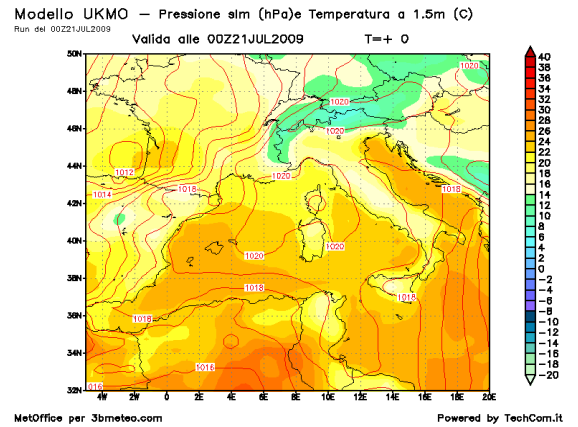 Modello UKMO — Pressione slm (hPa)e Temperatura a 1.5m (C)
Run del 00Z21JUL2009
Valida alle 00Z21JUL2009 T=+ 0
50N
48N
46N
44N
42N
40N
38N
36N
34N
32N
4W 2W 0 2E 4E 6E 8E 10E 12E 14E 16E 18E 20E
1020
1020
1020
1012
1014
1018
1020
1018
1020
1020
1018
1018
1016
1016
016
40
38
36
34
32
30
28
26
24
22
20
18
16
14
12
10
8
6
4
2
0
−2
−4
−6
−8
−10
−12
−14
−16
−18
−20
MetOffice per 3bmeteo.com
Powered by TechCom.it